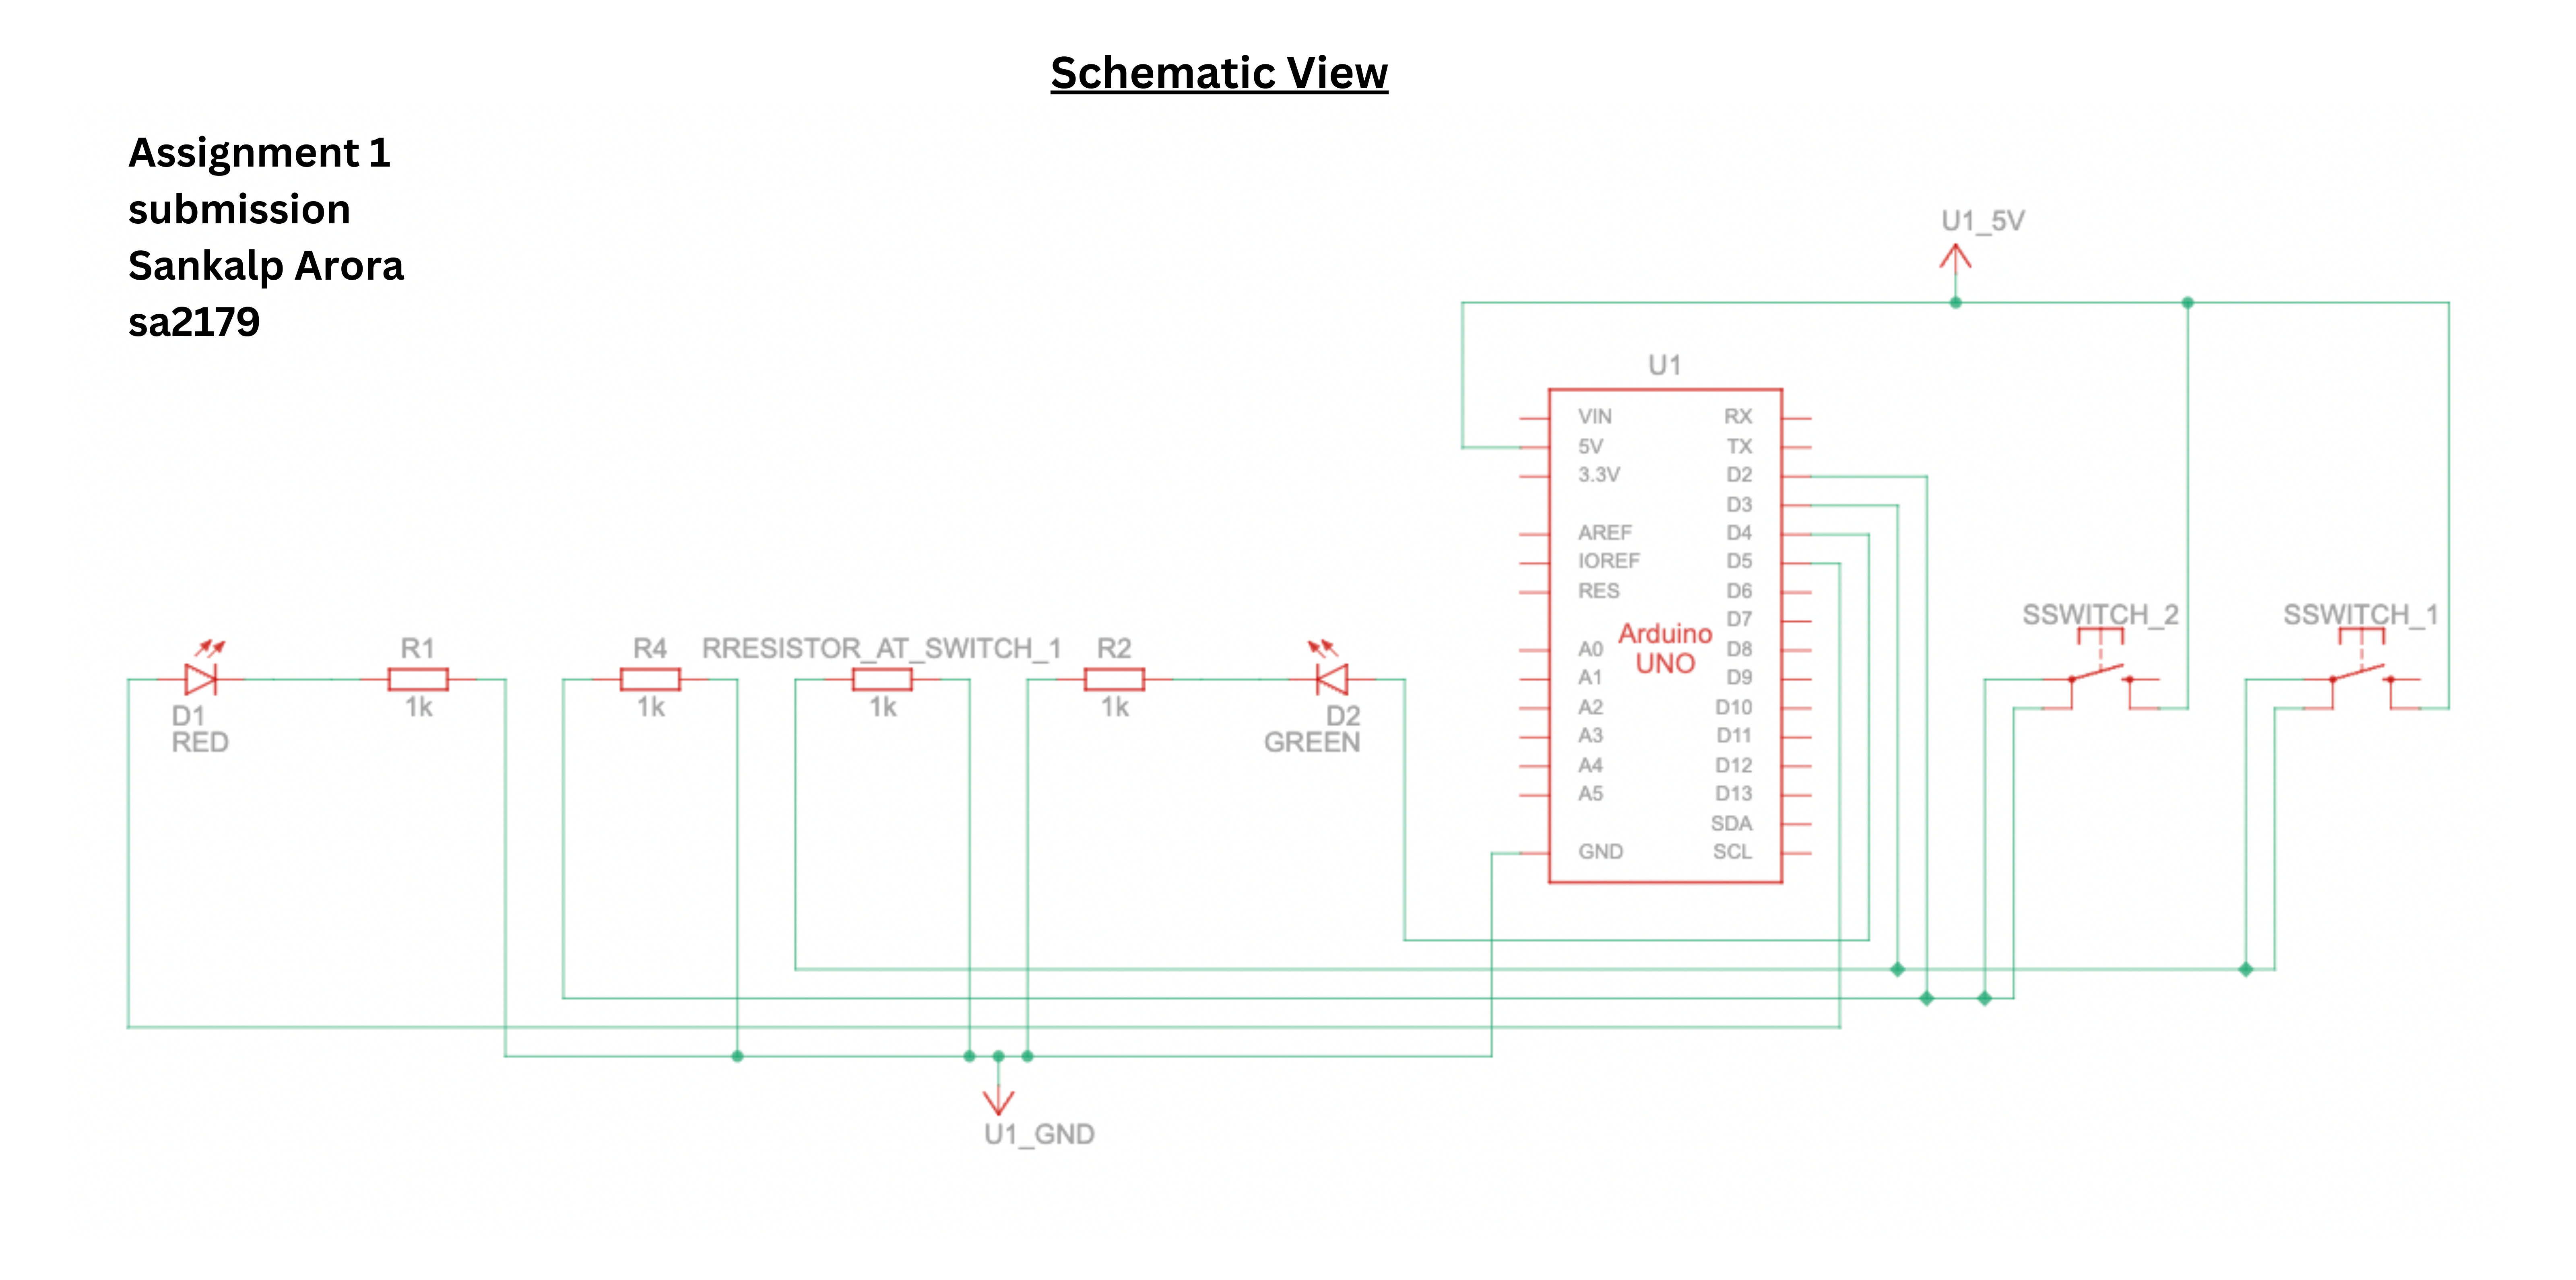 Schematic View
Assignment 1
submission
Sankalp Arora
sa2179
U1_5V
U1
VIN RX
5V TX
3.3V D2
D3
AREF D4
IOREF D5
RES D6
D7
Arduino
UNO
A0 D8
A1 D9
A2 D10
A3 D11
A4 D12
A5 D13
SDA
GND SCL
SSWITCH_2 SSWITCH_1
R1 R4 RRESISTOR_AT_SWITCH_1 R2
1k 1k 1k 1k
D1
RED
D2
GREEN
U1_GND